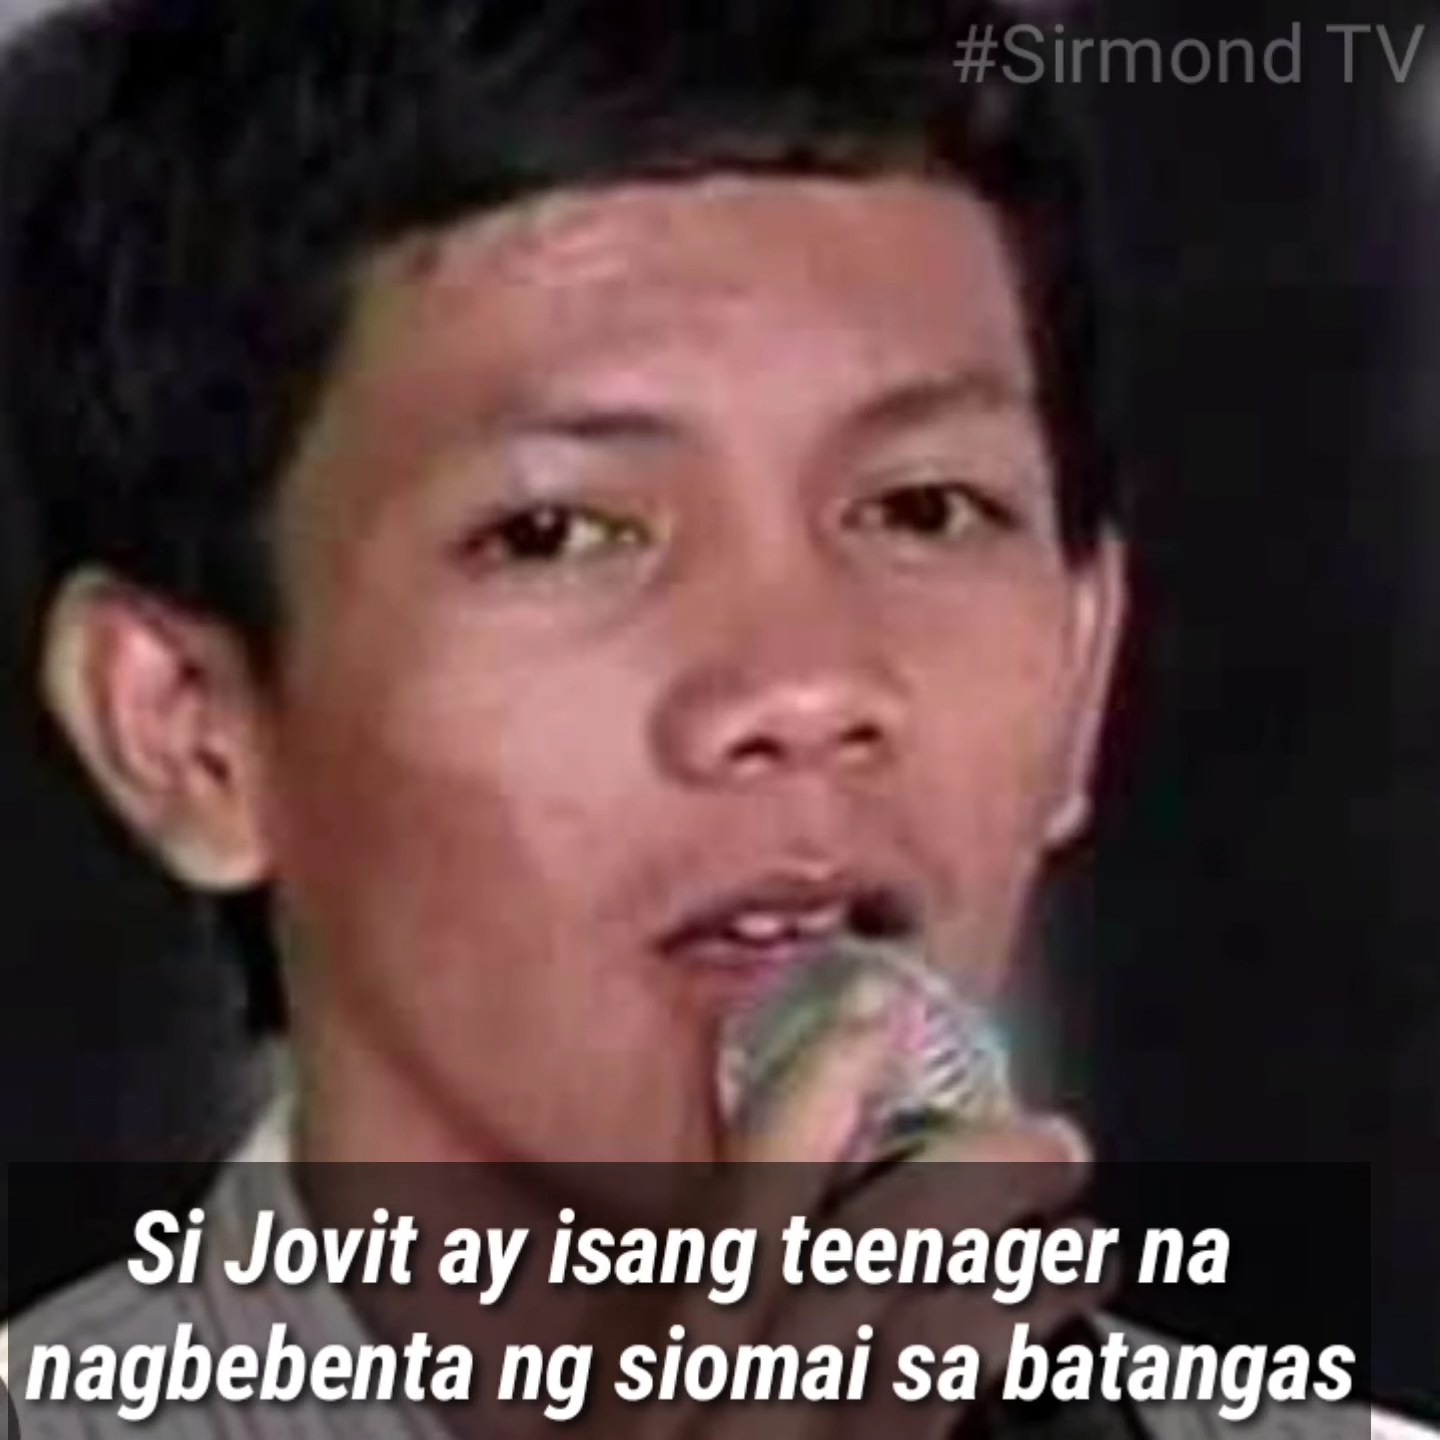 #Sirmond TV
Si Jovit ay isang teenager na
nagbebenta ng siomai sa batangas